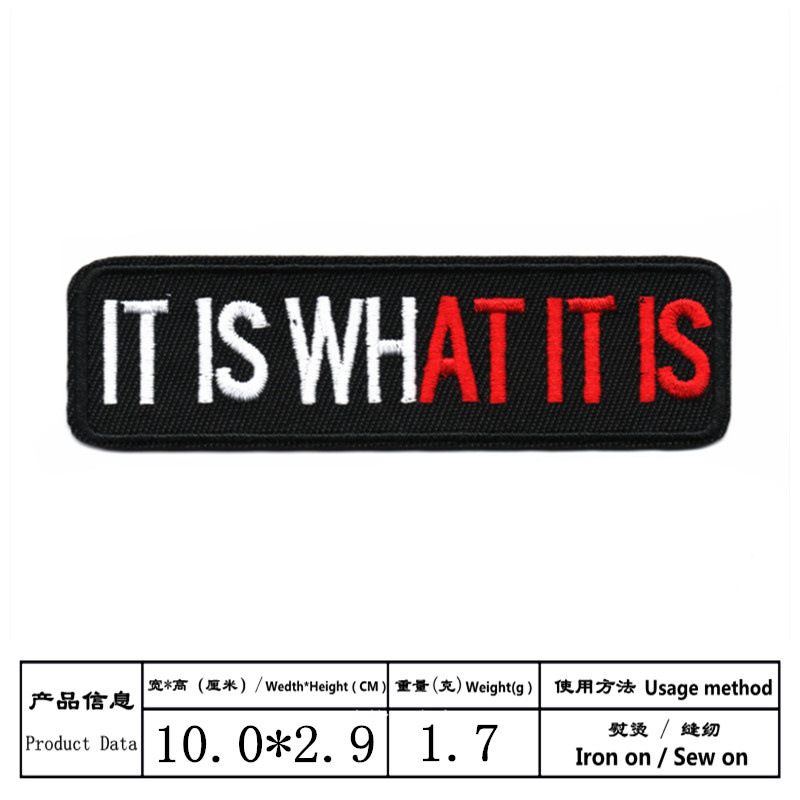 IT IS WHAT IT IS
产品信息
Product Data
宽*高（厘米）/ Wedth*Height ( CM )
10.0*2.9
重量(克) Weight(g)
1.7
使用方法 Usage method
熨烫 / 缝纫
Iron on / Sew on